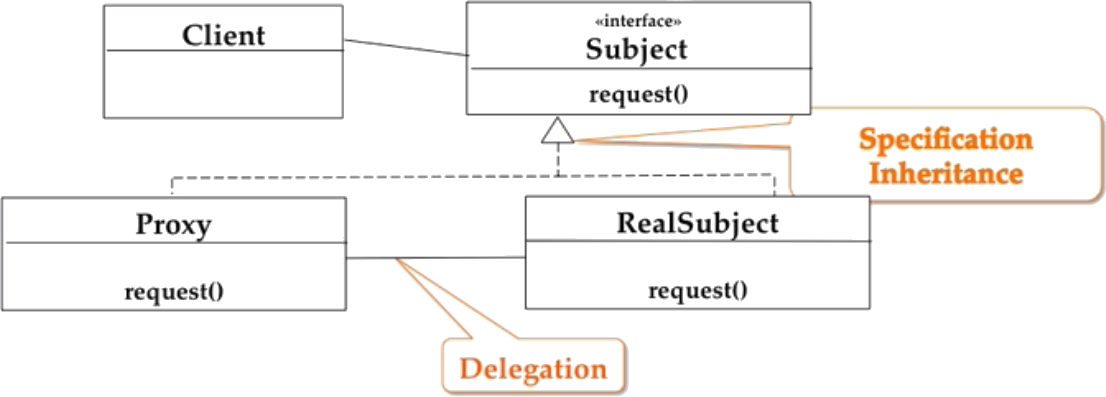 Client
«interface»
Subject
request()
Specification
Inheritance
Proxy
request()
RealSubject
request()
Delegation